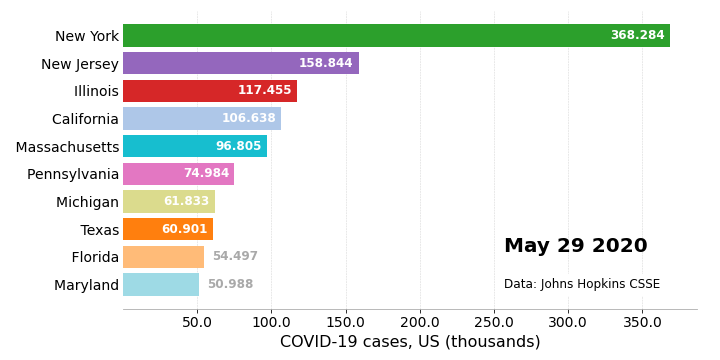 New York 368.284
New Jersey 158.844
Illinois 117.455
California 106.638
Massachusetts 96.805
Pennsylvania 74.984
Michigan 61.833
Texas 60.901
Florida 54.497
Maryland 50.988
May 29 2020
Data: Johns Hopkins CSSE
50.0 100.0 150.0 200.0 250.0 300.0 350.0
COVID-19 cases, US (thousands)